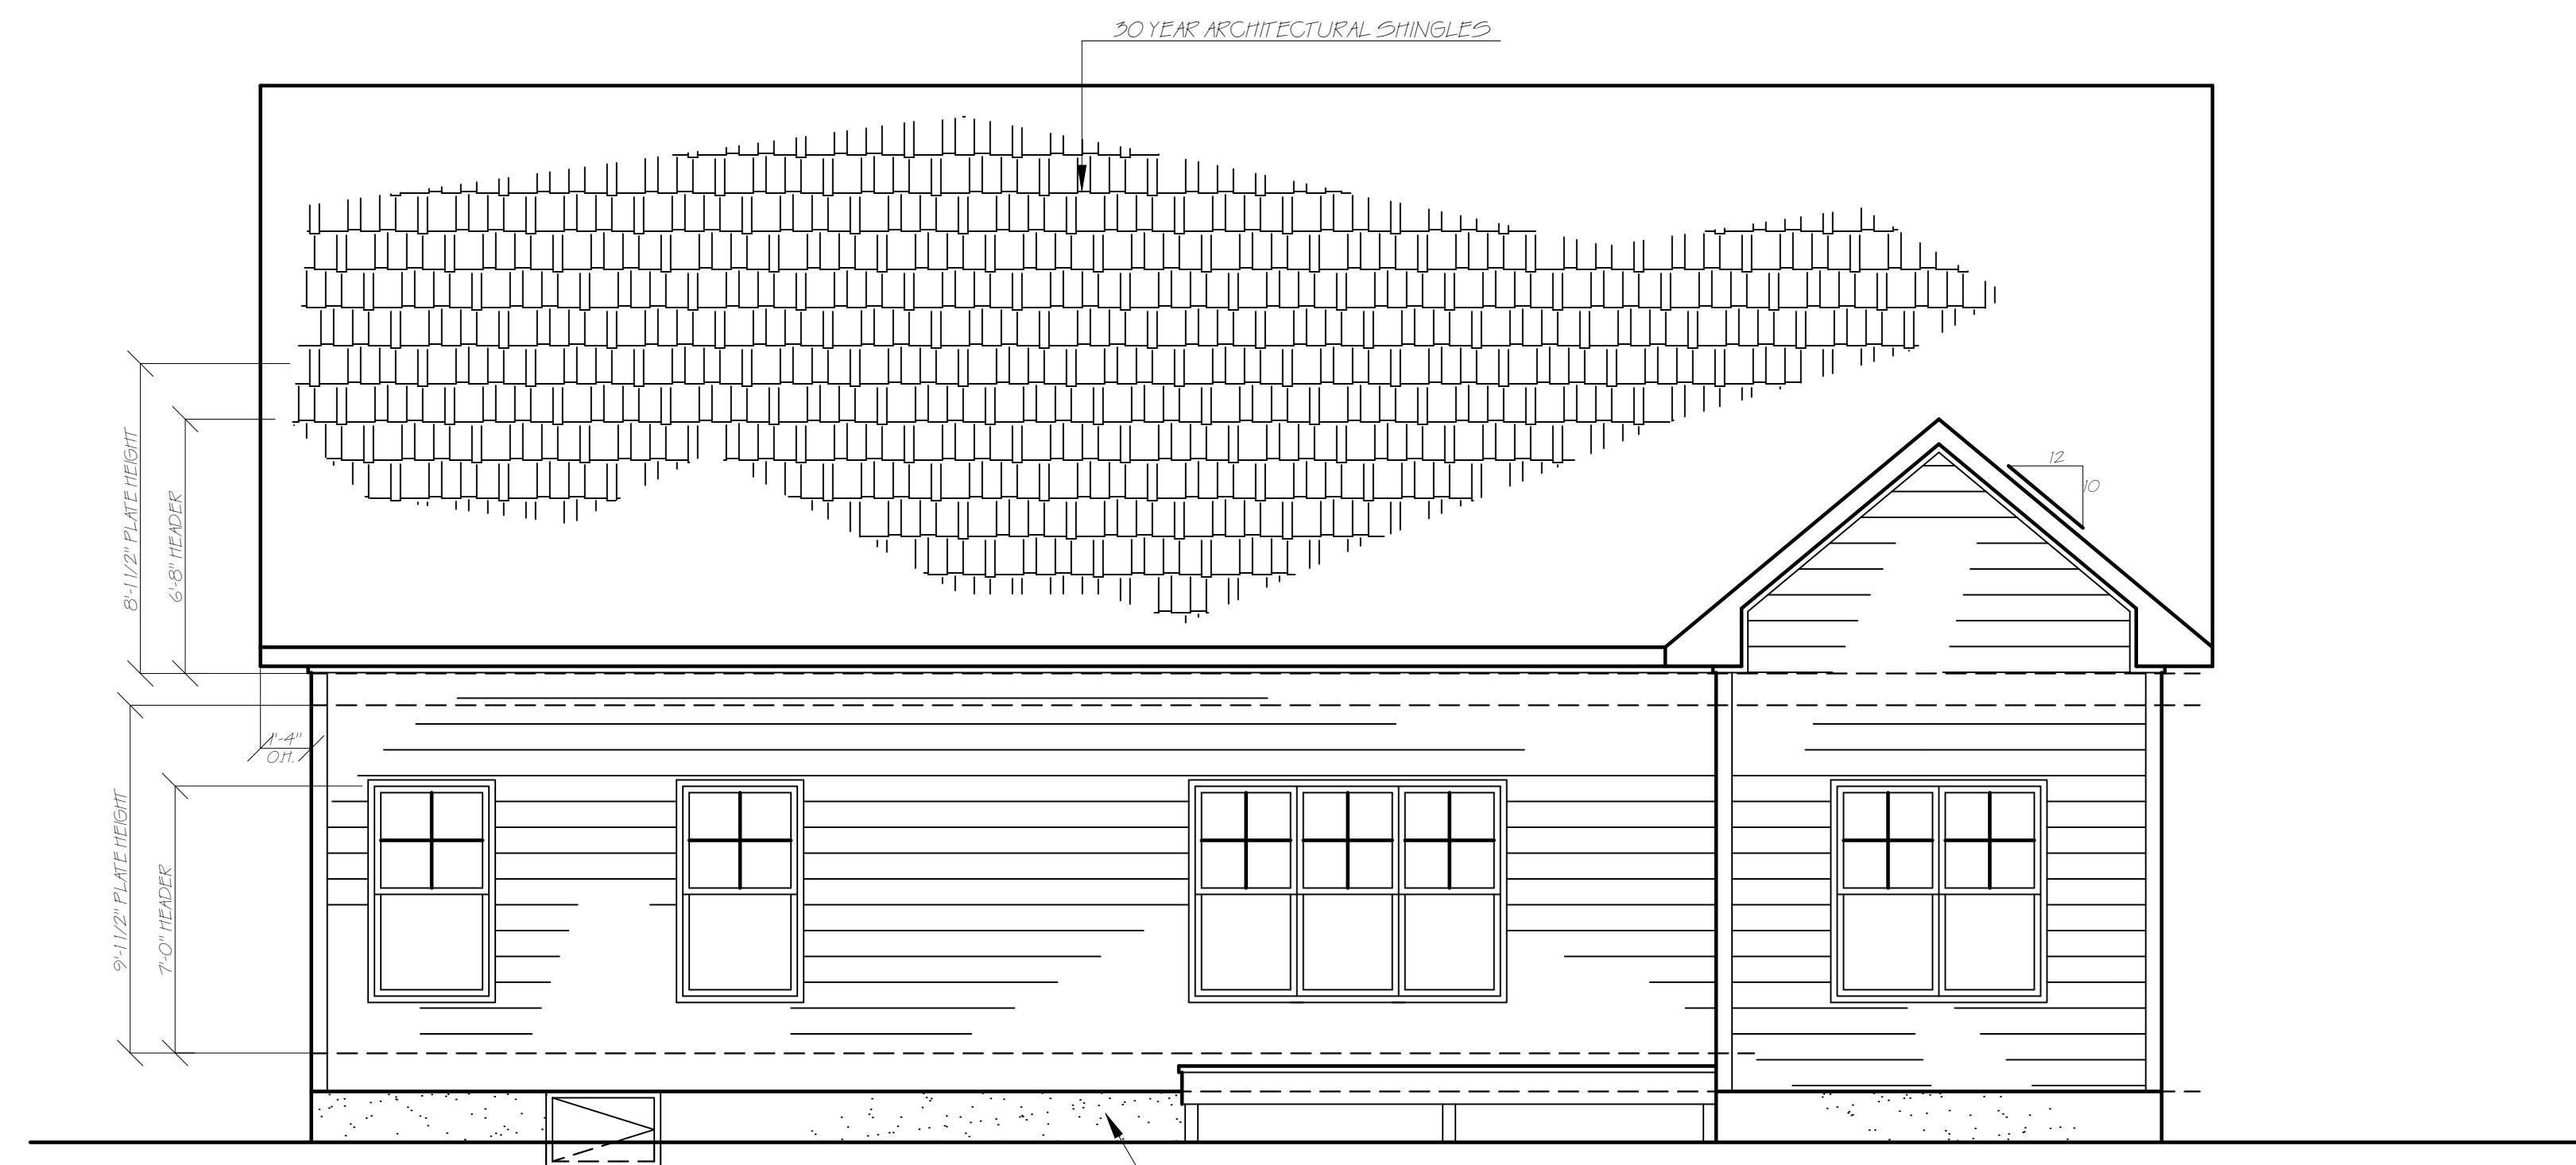 30 YEAR ARCHITECTURAL SHINGLES
8'-1 1/2" PLATE HEIGHT
6'-8" HEADER
12
10
1'-4"
O.H.
9'-1 1/2" PLATE HEIGHT
7'-0" HEADER